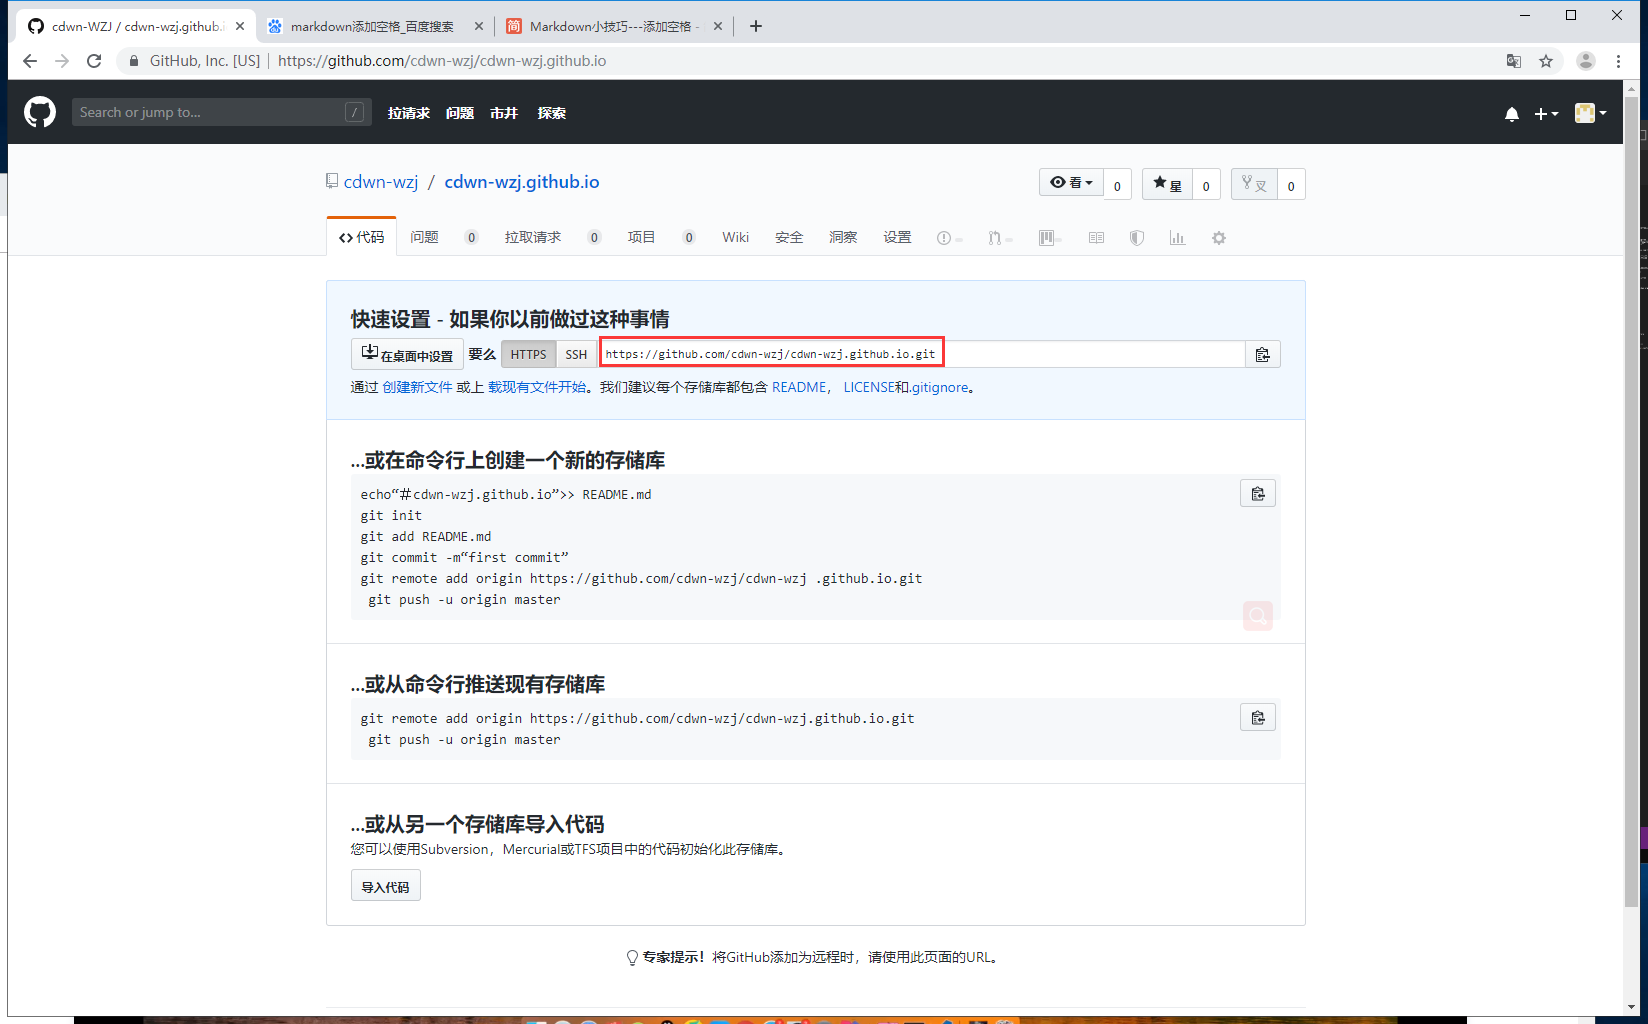 cdwn-WZJ / cdwn-wzj.github.i
markdown添加空格_百度搜索
简 Markdown小技巧---添加空格 -
GitHub, Inc. [US] | https://github.com/cdwn-wzj/cdwn-wzj.github.io
Search or jump to... / 拉请求 问题 市井 探索
cdwn-wzj / cdwn-wzj.github.io
看 0 星 0 叉 0
代码 问题 0 拉取请求 0 项目 0 Wiki 安全 洞察 设置
快速设置 - 如果你以前做过这种事情
在桌面中设置 要么 HTTPS SSH https://github.com/cdwn-wzj/cdwn-wzj.github.io.git
通过 创建新文件 或上 载现有文件开始。我们建议每个存储库都包含 README， LICENSE和.gitignore。
...或在命令行上创建一个新的存储库
echo“＃cdwn-wzj.github.io”>> README.md
git init
git add README.md
git commit -m“first commit”
git remote add origin https://github.com/cdwn-wzj/cdwn-wzj .github.io.git
git push -u origin master
...或从命令行推送现有存储库
git remote add origin https://github.com/cdwn-wzj/cdwn-wzj.github.io.git
git push -u origin master
...或从另一个存储库导入代码
您可以使用Subversion，Mercurial或TFS项目中的代码初始化此存储库。
导入代码
专家提示！将GitHub添加为远程时，请使用此页面的URL。